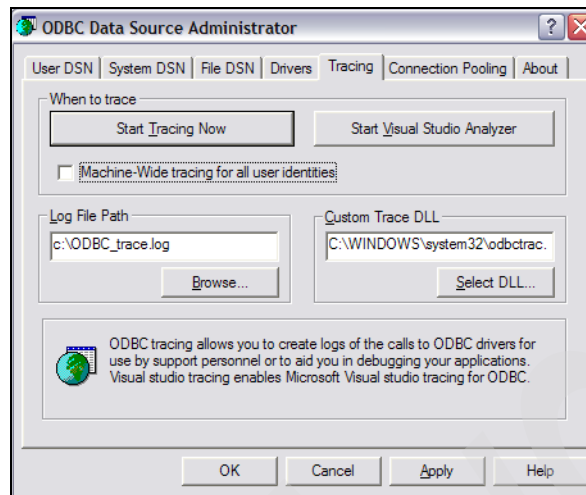 ODBC Data Source Administrator
User DSN System DSN File DSN Drivers Tracing Connection Pooling About
When to trace
Start Tracing Now Start Visual Studio Analyzer
Machine-Wide tracing for all user identities
Log File Path Custom Trace DLL
c:\ODBC_trace.log C:\WINDOWS\system32\odbctrac.
Browse... Select DLL...
ODBC tracing allows you to create logs of the calls to ODBC drivers for
use by support personnel or to aid you in debugging your applications.
Visual studio tracing enables Microsoft Visual studio tracing for ODBC.
OK Cancel Apply Help